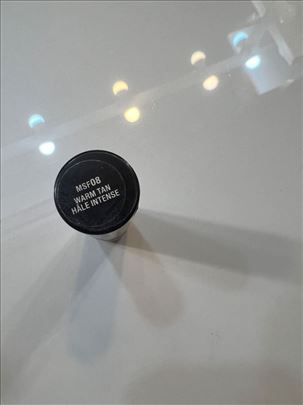 MSF08
WARM TAN
HÂLE INTENSE